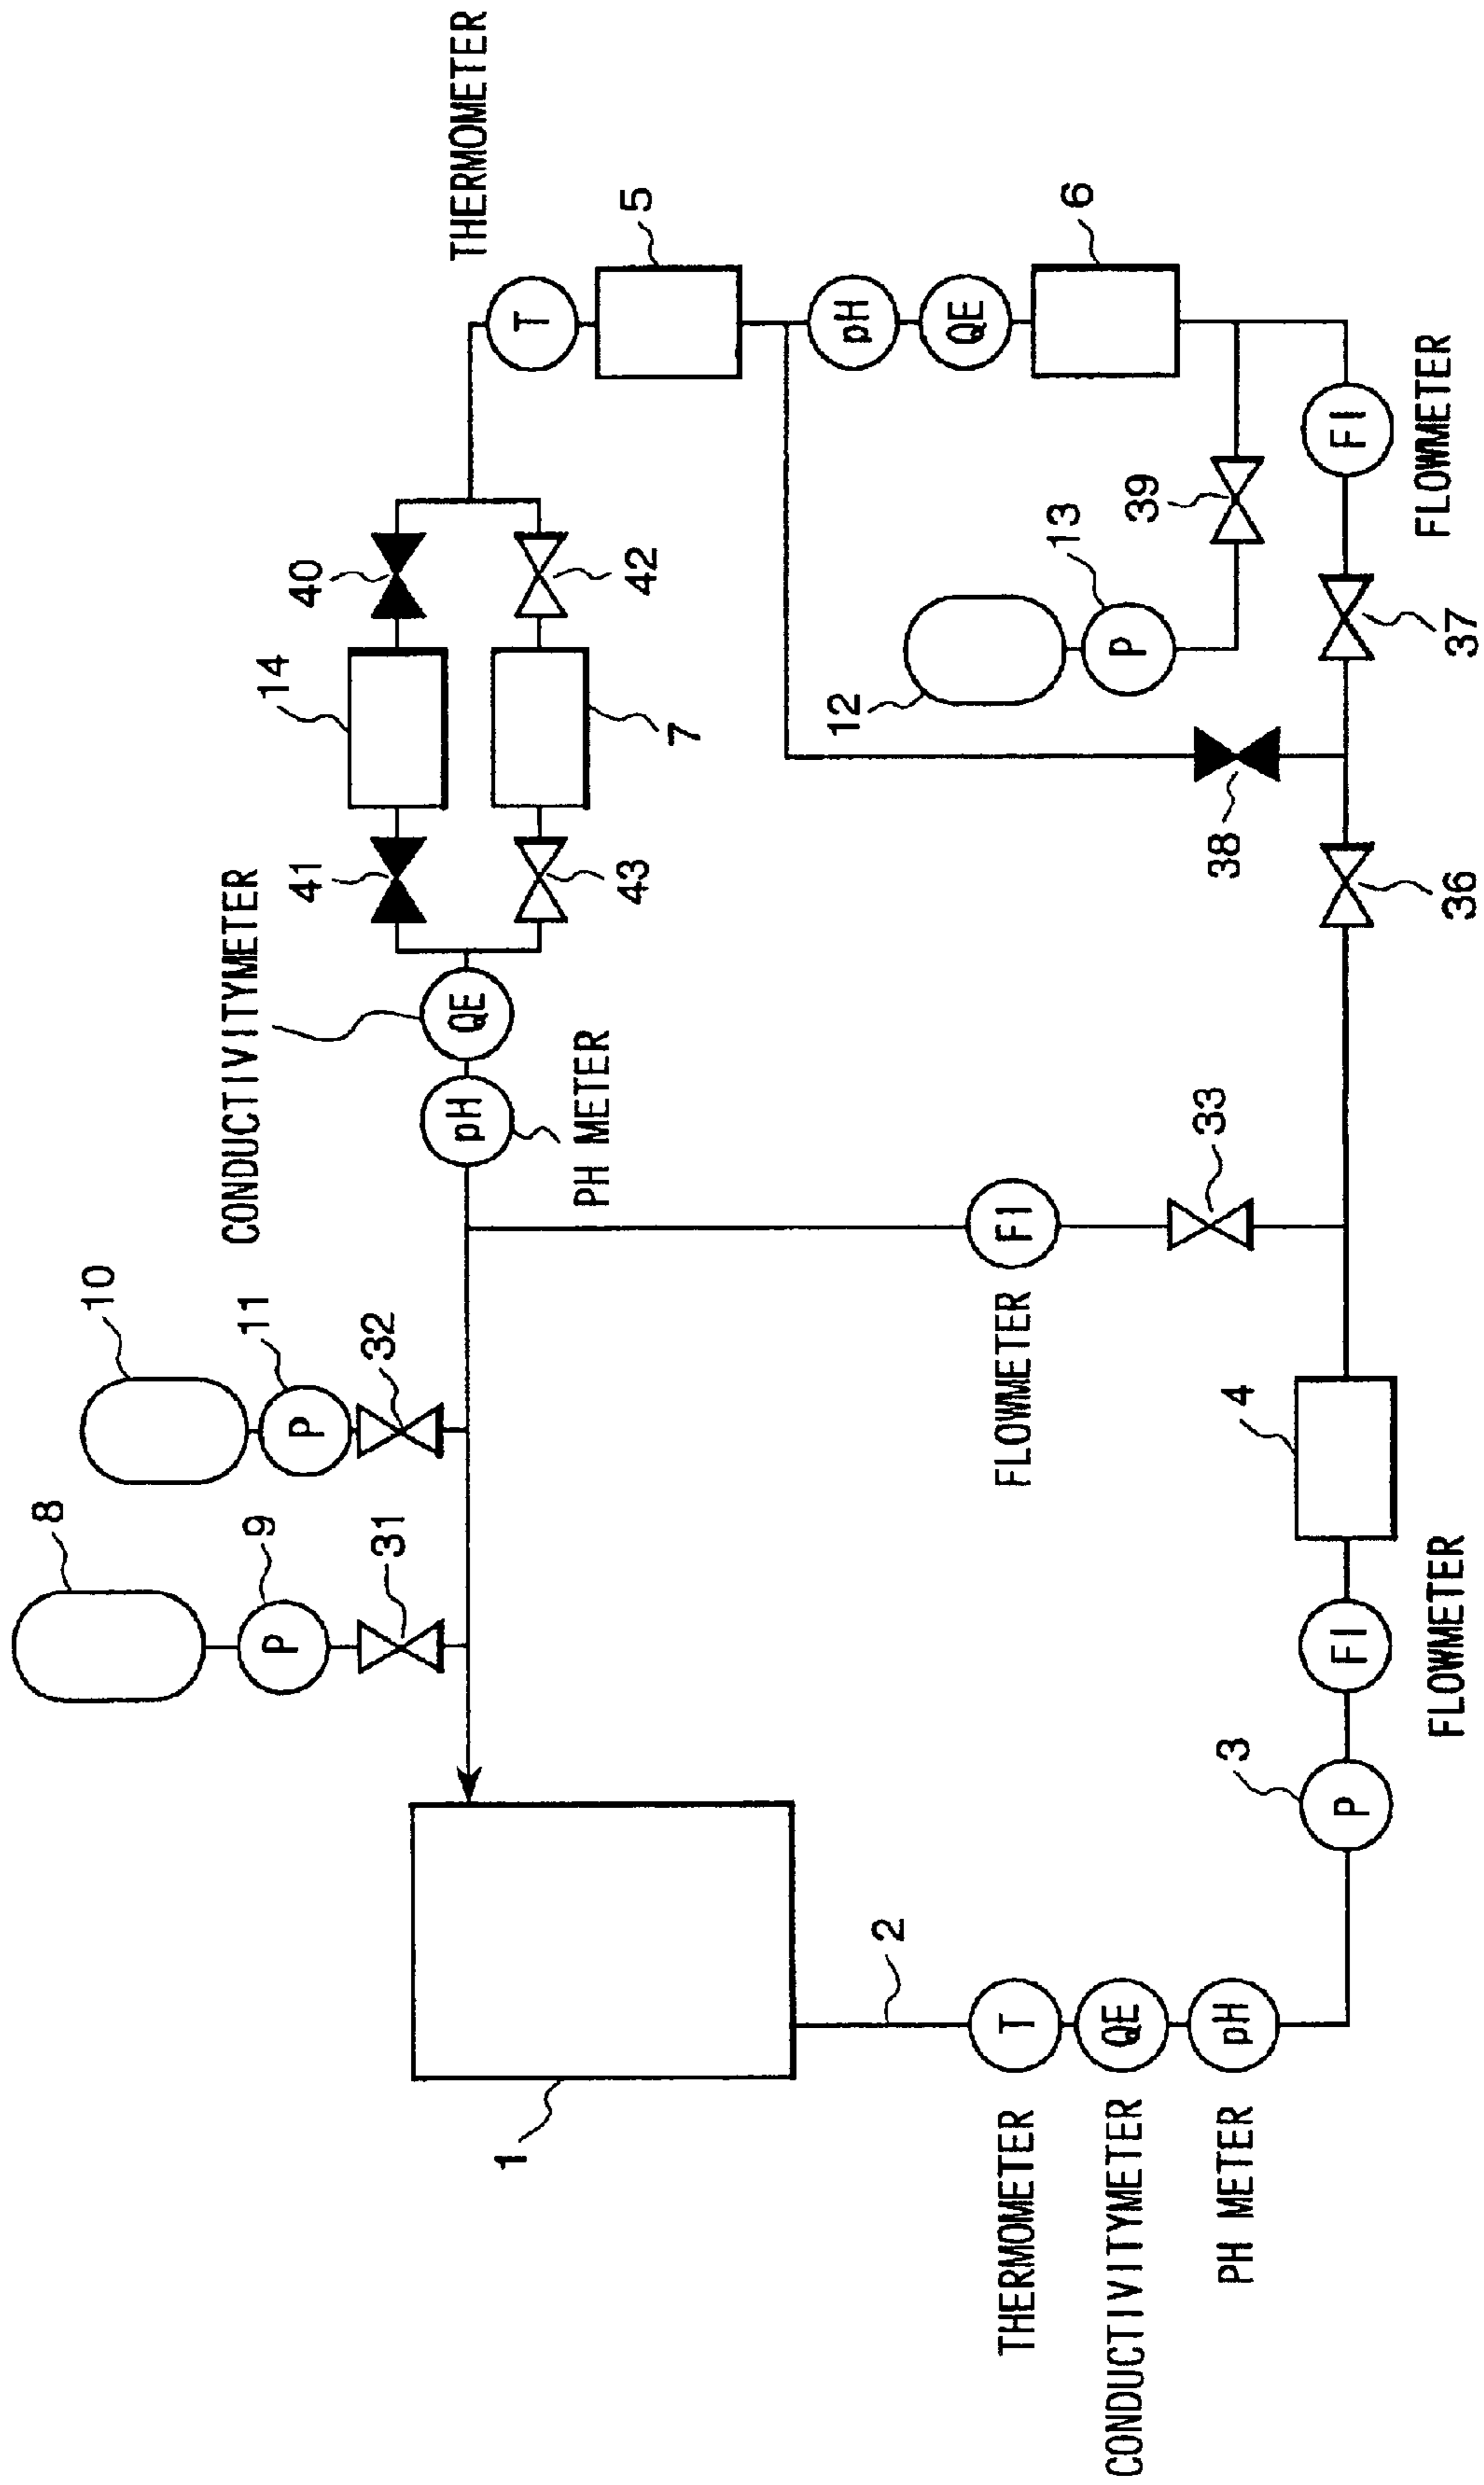 8
10
CONDUCTIVITYMETER
9
11
14
P
P
41
40
31
32
THERMOMETER
pH
QE
1
T
PH METER
43
42
5
7
12
pH
2
QE
FLOWMETER
FI
THERMOMETER
T
13
6
CONDUCTIVITYMETER
QE
P
39
33
PH METER
pH
3
4
38
P
FI
FI
FLOWMETER
FLOWMETER
36
37